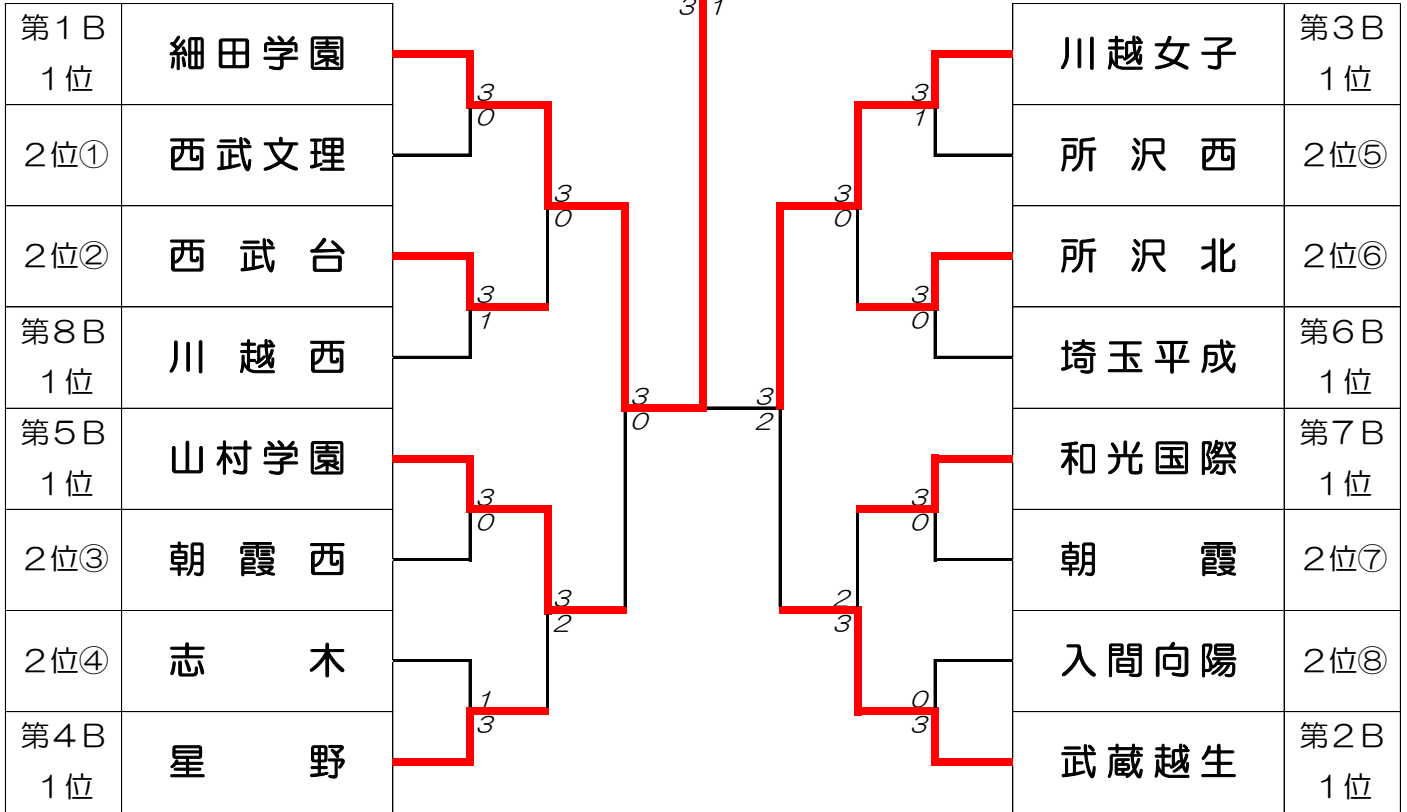 3 1
第1B
1位
細田学園
3
0
2位①
西武文理
3
0
2位②
西武台
3
1
第8B
1位
川越西
3
0
第5B
1位
山村学園
3
0
2位③
朝霞西
3
2
2位④
志木
1
3
第4B
1位
星野
川越女子
第3B
1位
3
1
所沢西
2位⑤
3
0
所沢北
2位⑥
3
0
埼玉平成
第6B
1位
3
2
和光国際
第7B
1位
3
0
朝霞
2位⑦
2
3
入間向陽
2位⑧
0
3
武蔵越生
第2B
1位